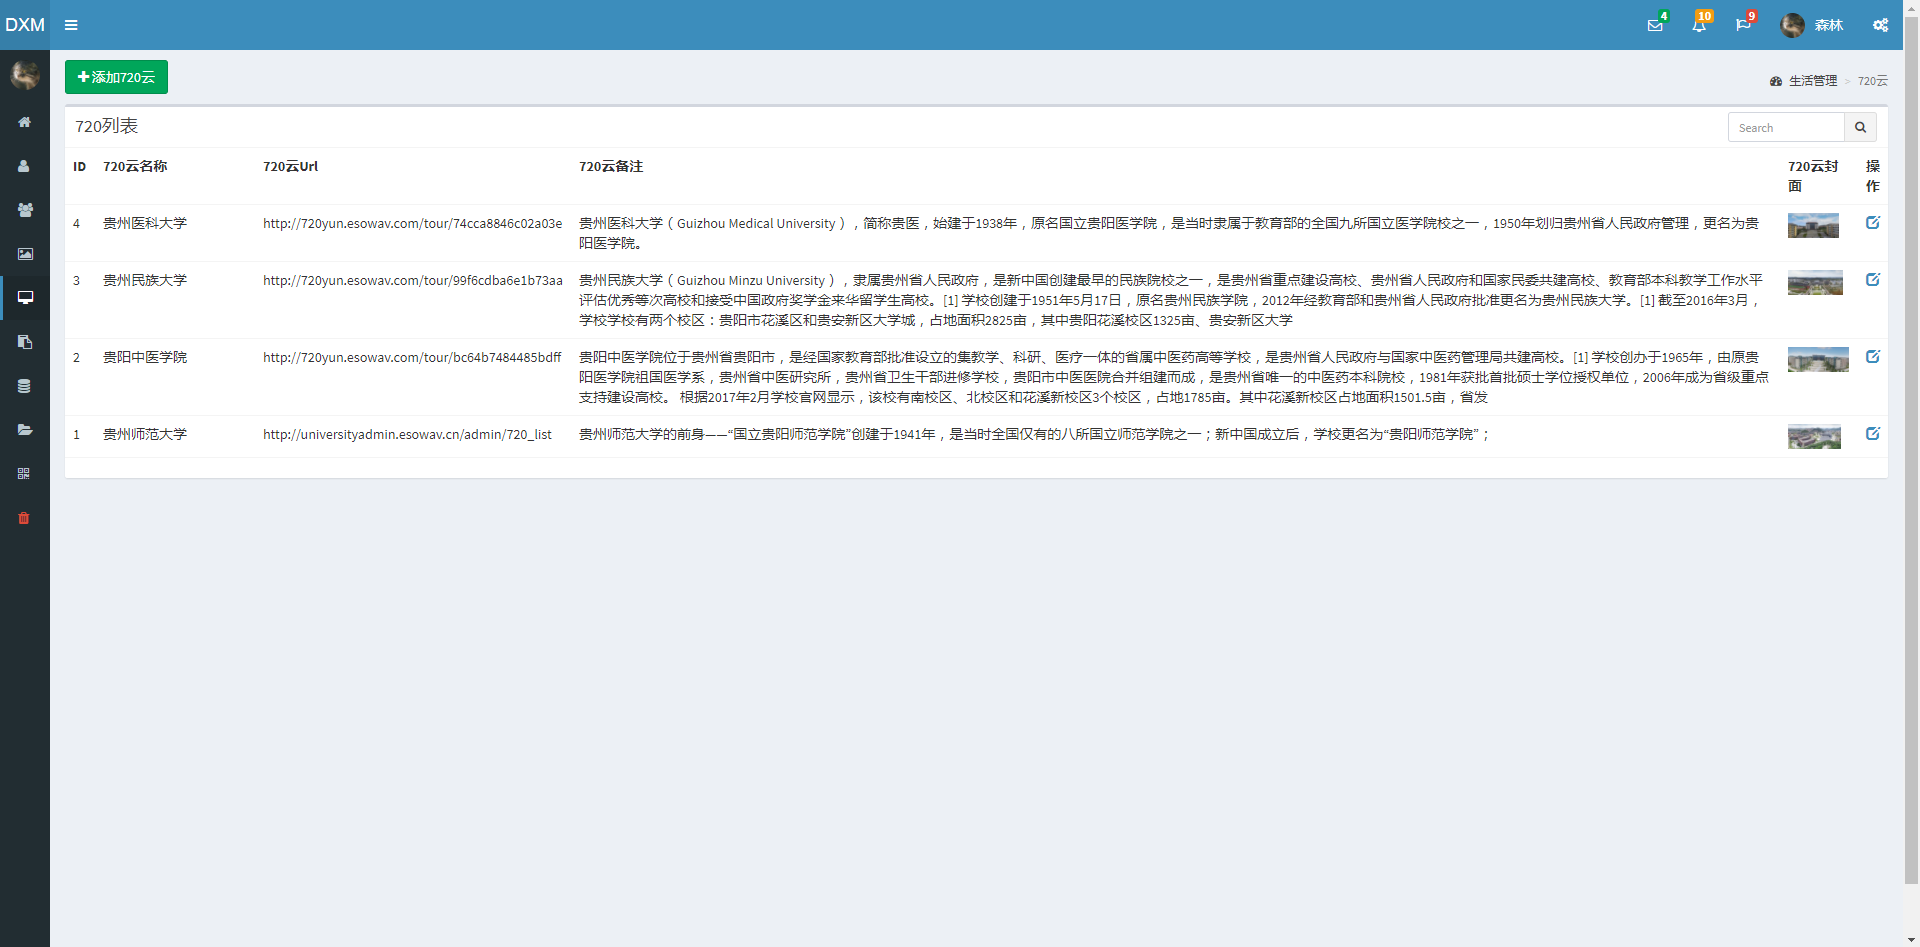 DXM
4
10
9
森林
添加720云
生活管理 > 720云
720列表
Search
ID 720云名称 720云Url 720云备注 720云封面 操作
4 贵州医科大学 http://720yun.esowav.com/tour/74cca8846c02a03e 贵州医科大学（Guizhou Medical University），简称贵医，始建于1938年，原名国立贵阳医学院，是当时隶属于教育部的全国九所国立医学院校之一，1950年划归贵州省人民政府管理，更名为贵
阳医学院。
3 贵州民族大学 http://720yun.esowav.com/tour/99f6cdba6e1b73aa 贵州民族大学（Guizhou Minzu University），隶属贵州省人民政府，是新中国创建最早的民族院校之一，是贵州省重点建设高校、贵州省人民政府和国家民委共建高校、教育部本科教学工作水平
评估优秀等次高校和接受中国政府奖学金来华留学生高校。[1] 学校创建于1951年5月17日，原名贵州民族学院，2012年经教育部和贵州省人民政府批准更名为贵州民族大学。[1] 截至2016年3月，
学校学校有两个校区：贵阳市花溪区和贵安新区大学城，占地面积2825亩，其中贵阳花溪校区1325亩、贵安新区大学
2 贵阳中医学院 http://720yun.esowav.com/tour/bc64b7484485bdff 贵阳中医学院位于贵州省贵阳市，是经国家教育部批准设立的集教学、科研、医疗一体的省属中医药高等学校，是贵州省人民政府与国家中医药管理局共建高校。[1] 学校创办于1965年，由原贵
阳医学院祖国医学系，贵州省中医研究所，贵州省卫生干部进修学校，贵阳市中医医院合并组建而成，是贵州省唯一的中医药本科院校，1981年获批首批硕士学位授权单位，2006年成为省级重点
支持建设高校。 根据2017年2月学校官网显示，该校有南校区、北校区和花溪新校区3个校区，占地1785亩。其中花溪新校区占地面积1501.5亩，省发
1 贵州师范大学 http://universityadmin.esowav.cn/admin/720_list 贵州师范大学的前身——“国立贵阳师范学院”创建于1941年，是当时全国仅有的八所国立师范学院之一；新中国成立后，学校更名为“贵阳师范学院”；